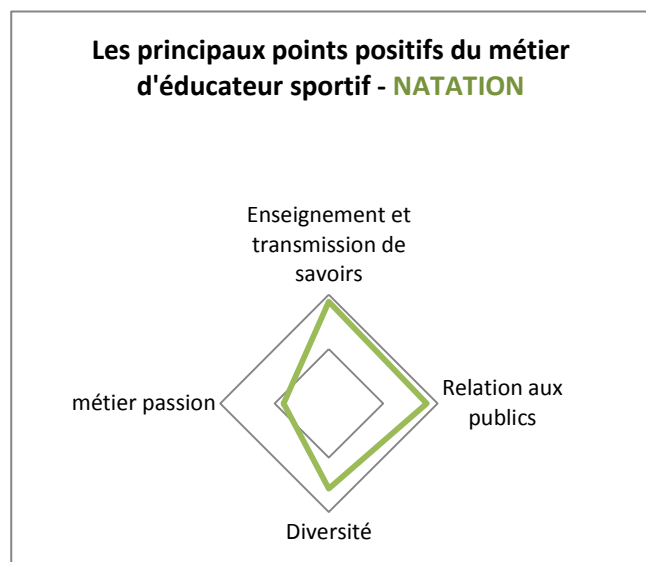 Les principaux points positifs du métier
d'éducateur sportif - NATATION
Enseignement et
transmission de
savoirs
métier passion
Relation aux
publics
Diversité